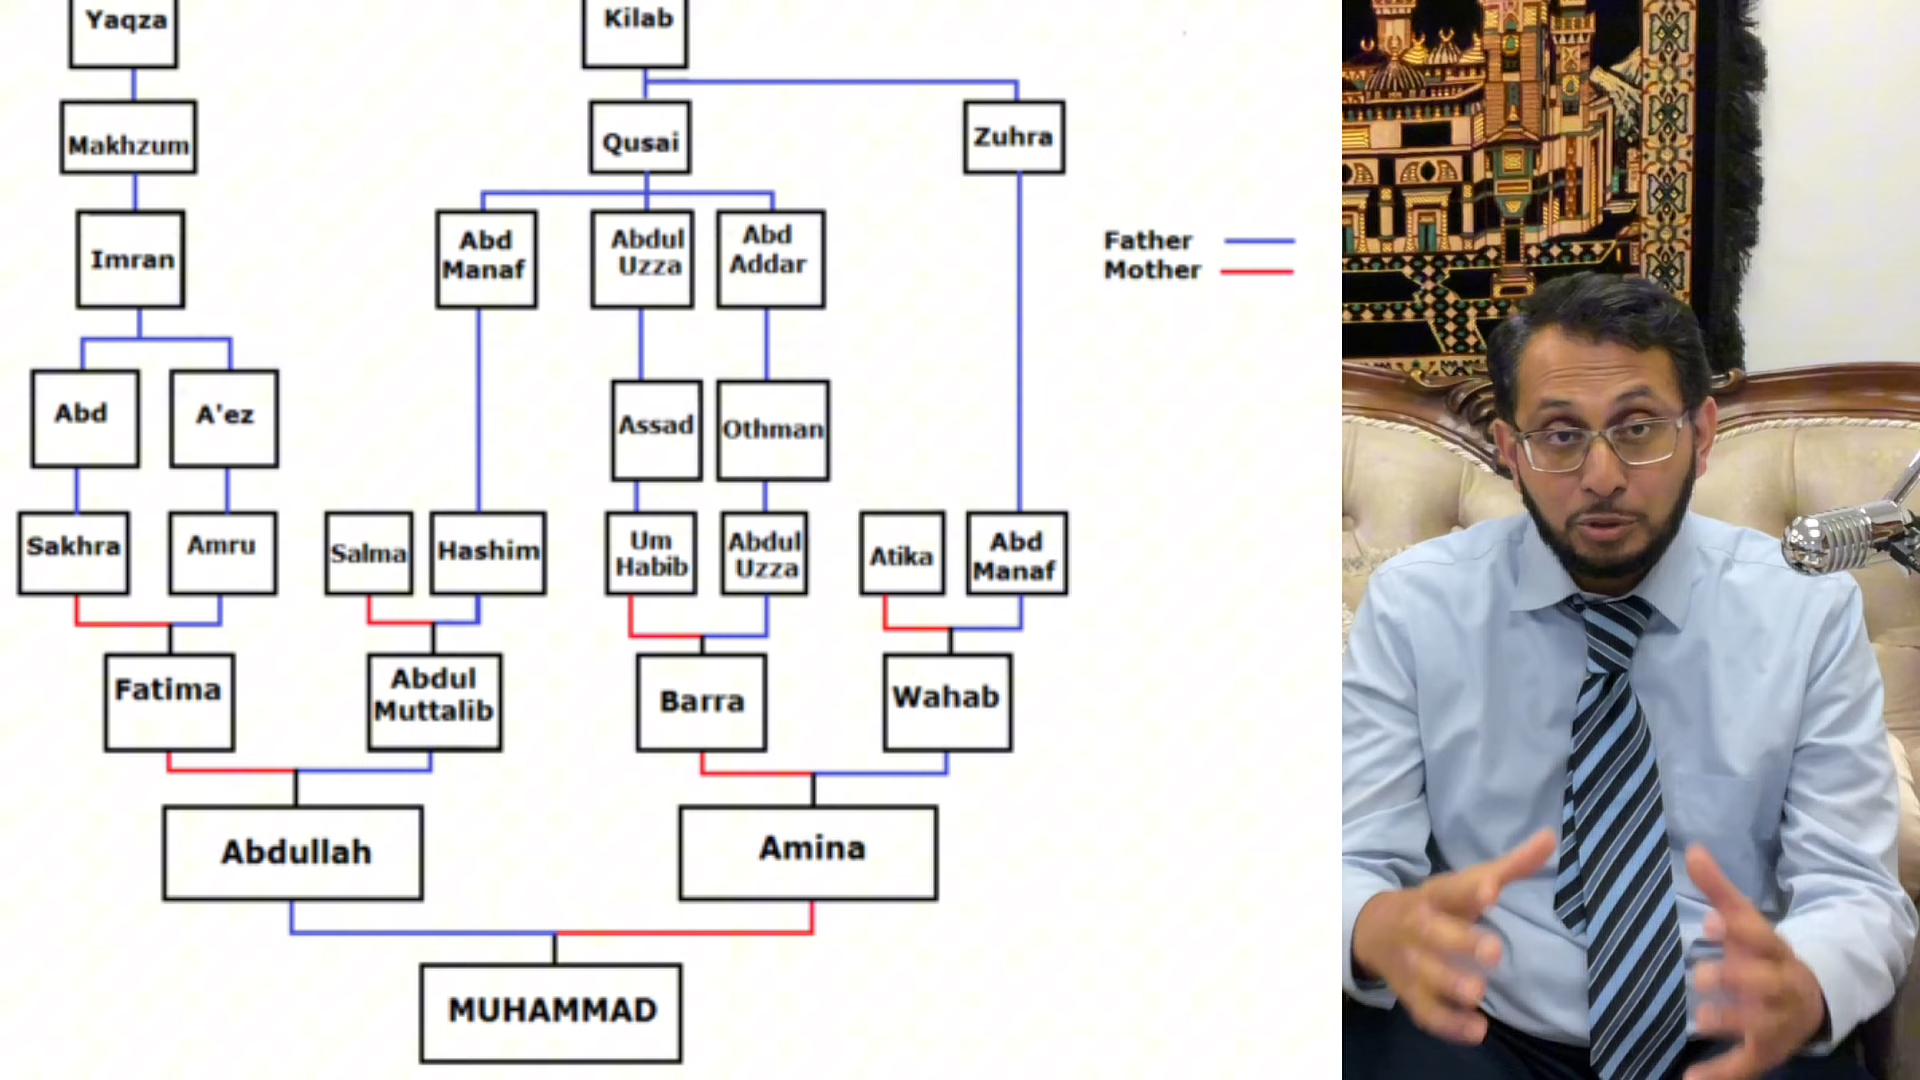 Yaqza
Kilab
Makhzum
Qusai
Zuhra
Imran
Abd
Manaf
Abdul
Uzza
Abd
Addar
Father
Mother
Abd
A'ez
Assad
Othman
Sakhra
Amru
Salma
Hashim
Um
Habib
Abdul
Uzza
Atika
Abd
Manaf
Fatima
Abdul
Muttalib
Barra
Wahab
Abdullah
Amina
MUHAMMAD